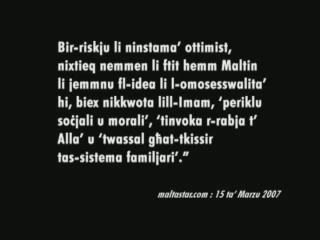 Bir-riskju li ninstama' ottimist,
nixtieq nemmen li ftit hemm Maltin
li jemmnu fl-idea li l-omosesswalita'
hi, biex nikkwota lill-Imam, 'periklu
soċjali u morali', 'tinvoka r-rabja t'
Alla' u 'twassal għat-tkissir
tas-sistema familjari'."
maltastar.com : 15 ta' Marzu 2007